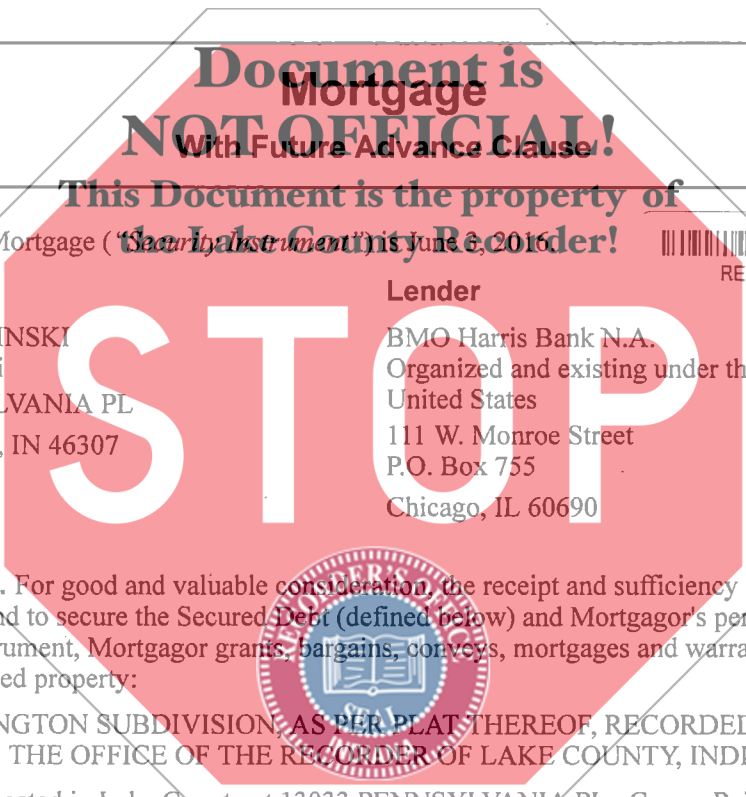 Document is
Mortgage
NOT OFFICIAL!
With Future Advance Clause
This Document is the property of
the Lake County Recorder!
Mortgage ("Security Instrument") is June 3, 2016.
RE
Lender
INSKI
BMO Harris Bank N.A.
i
Organized and existing under th
LVANIA PL
United States
, IN 46307
111 W. Monroe Street
P.O. Box 755
Chicago, IL 60690
STOP
. For good and valuable consideration, the receipt and sufficiency
nd to secure the Secured Debt (defined below) and Mortgagor's per
rument, Mortgagor grants, bargains, conveys, mortgages and warra
ed property:
RECORDER'S OFFICE
SEAL
NGTON SUBDIVISION, AS PER PLAT THEREOF, RECORDED
THE OFFICE OF THE RECORDER OF LAKE COUNTY, INDI